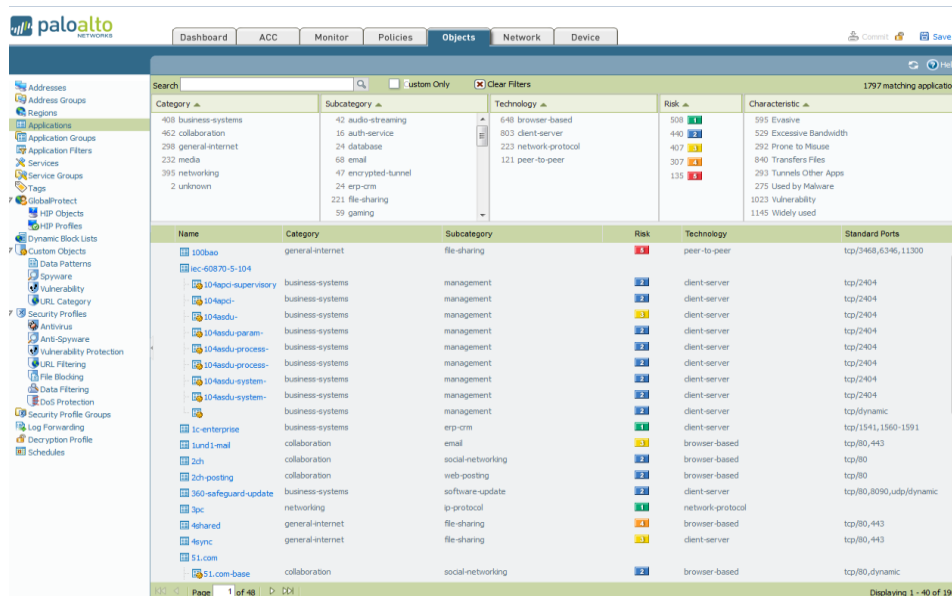 paloalto
NETWORKS
Dashboard ACC Monitor Policies Objects Network Device
Commit Save
Hel
Addresses
Address Groups
Regions
Applications
Application Groups
Application Filters
Services
Service Groups
Tags
GlobalProtect
HIP Objects
HIP Profiles
Dynamic Block Lists
Custom Objects
Data Patterns
Spyware
Vulnerability
URL Category
Security Profiles
Antivirus
Anti-Spyware
Vulnerability Protection
URL Filtering
File Blocking
Data Filtering
DoS Protection
Security Profile Groups
Log Forwarding
Decryption Profile
Schedules
Search Custom Only Clear Filters 1797 matching applicatio
Category Subcategory Technology Risk Characteristic
408 business-systems 42 audio-streaming 648 browser-based 508 1 595 Evasive
462 collaboration 16 auth-service 803 client-server 440 2 529 Excessive Bandwidth
298 general-internet 24 database 223 network-protocol 407 3 292 Prone to Misuse
232 media 68 email 121 peer-to-peer 307 4 840 Transfers Files
395 networking 47 encrypted-tunnel 135 5 293 Tunnels Other Apps
2 unknown 24 erp-crm 275 Used by Malware
221 file-sharing 1023 Vulnerability
59 gaming 1145 Widely used
Name Category Subcategory Risk Technology Standard Ports
100bao general-internet file-sharing 5 peer-to-peer tcp/3468,6346,11300
iec-60870-5-104
104apci-supervisory business-systems management 2 client-server tcp/2404
104apci- business-systems management 2 client-server tcp/2404
104asdu- business-systems management 3 client-server tcp/2404
104asdu-param- business-systems management 2 client-server tcp/2404
104asdu-process- business-systems management 2 client-server tcp/2404
104asdu-process- business-systems management 2 client-server tcp/2404
104asdu-system- business-systems management 2 client-server tcp/2404
104asdu-system- business-systems management 2 client-server tcp/2404
business-systems management 2 client-server tcp/dynamic
1c-enterprise business-systems erp-crm 1 client-server tcp/1541,1560-1591
1und1-mail collaboration email 3 browser-based tcp/80,443
2ch collaboration social-networking 2 browser-based tcp/80
2ch-posting collaboration web-posting 2 browser-based tcp/80
360-safeguard-update business-systems software-update 2 client-server tcp/80,8090,udp/dynamic
3pc networking ip-protocol 1 network-protocol
4shared general-internet file-sharing 4 browser-based tcp/80,443
4sync general-internet file-sharing 3 client-server tcp/80,443
51.com
51.com-base collaboration social-networking 2 browser-based tcp/80,dynamic
Page 1 of 48 Displaying 1 - 40 of 19